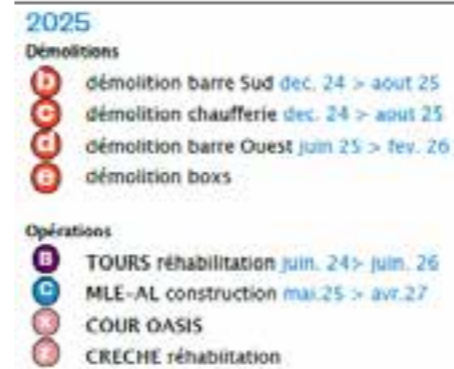 2025
Démolitions
b démolition barre Sud dec. 24 > aout 25
c démolition chaufferie dec. 24 > aout 25
d démolition barre Ouest juin 25 > fev. 26
e démolition boxs
Opérations
B TOURS réhabilitation juin. 24> juin. 26
C MLE-AL construction mai.25 > avr.27
COUR OASIS
CRECHE réhabilitation